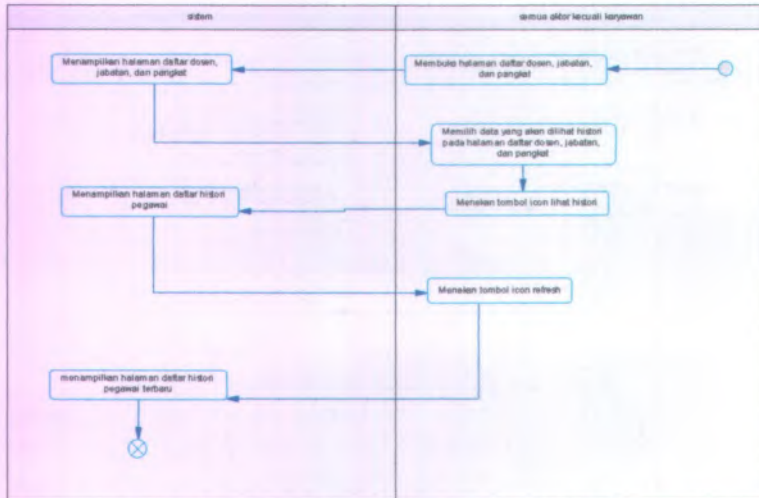 sistem
semua aktor kecuali karyawan
Menampilkan halaman daftar dosen,
jabatan, dan pangkat
Membuka halaman daftar dosen, jabatan,
dan pangkat
Memilih data yang akan dilihat histori
pada halaman daftar dosen, jabatan,
dan pangkat
Menampilkan halaman daftar histori
pegawai
Menekan tombol icon lihat histori
Menekan tombol icon refresh
menampilkan halaman daftar histori
pegawai terbaru